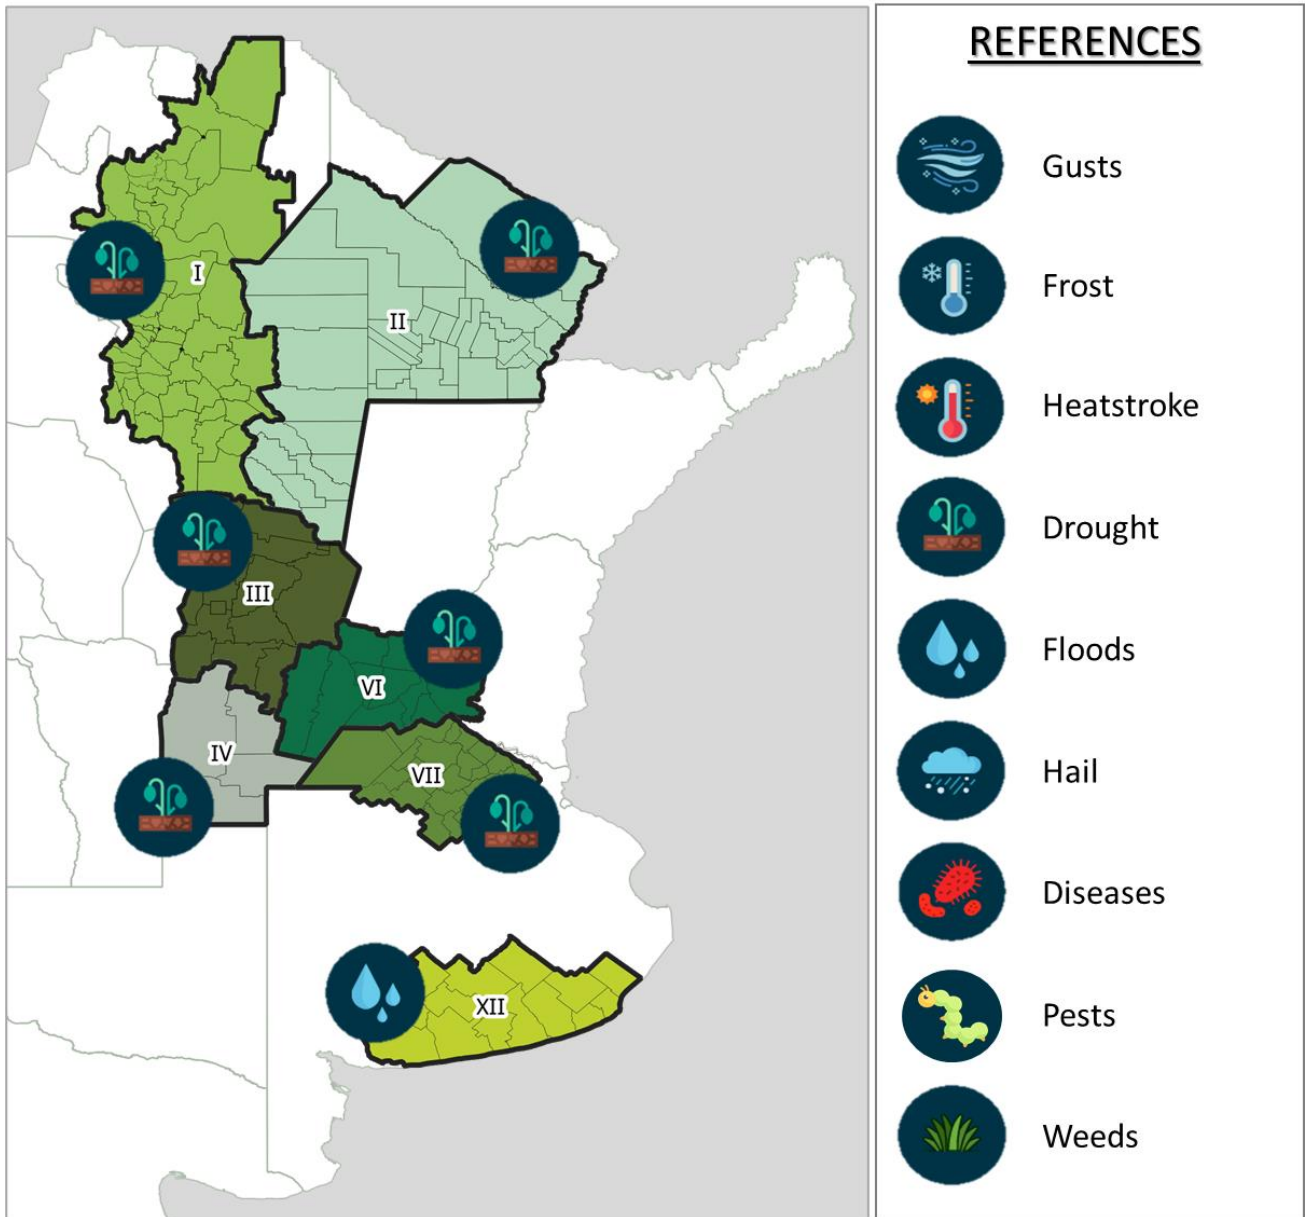 REFERENCES
Gusts
Frost
Heatstroke
Drought
Floods
Hail
Diseases
Pests
Weeds
I
II
III
VI
IV
VII
XII